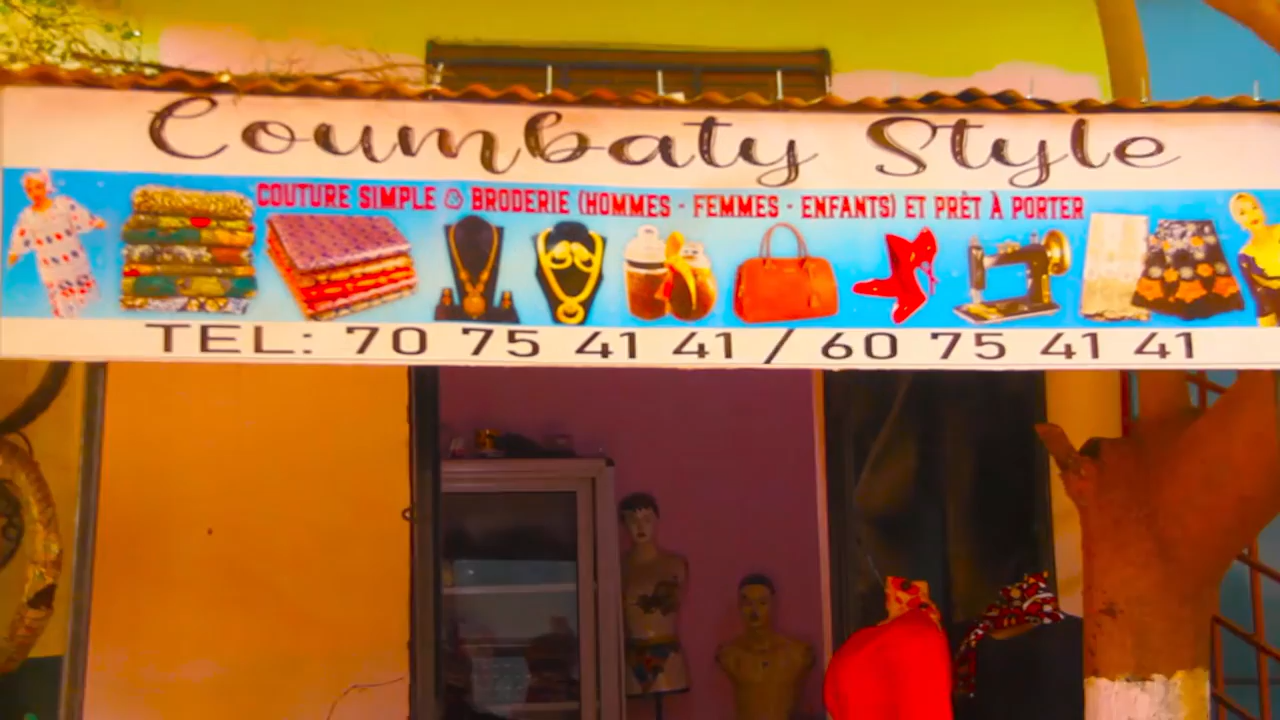 Coumbaty Style
COUTURE SIMPLE & BRODERIE (HOMMES - FEMMES - ENFANTS) ET PRÊT À PORTER
TEL: 70 75 41 41 / 60 75 41 41